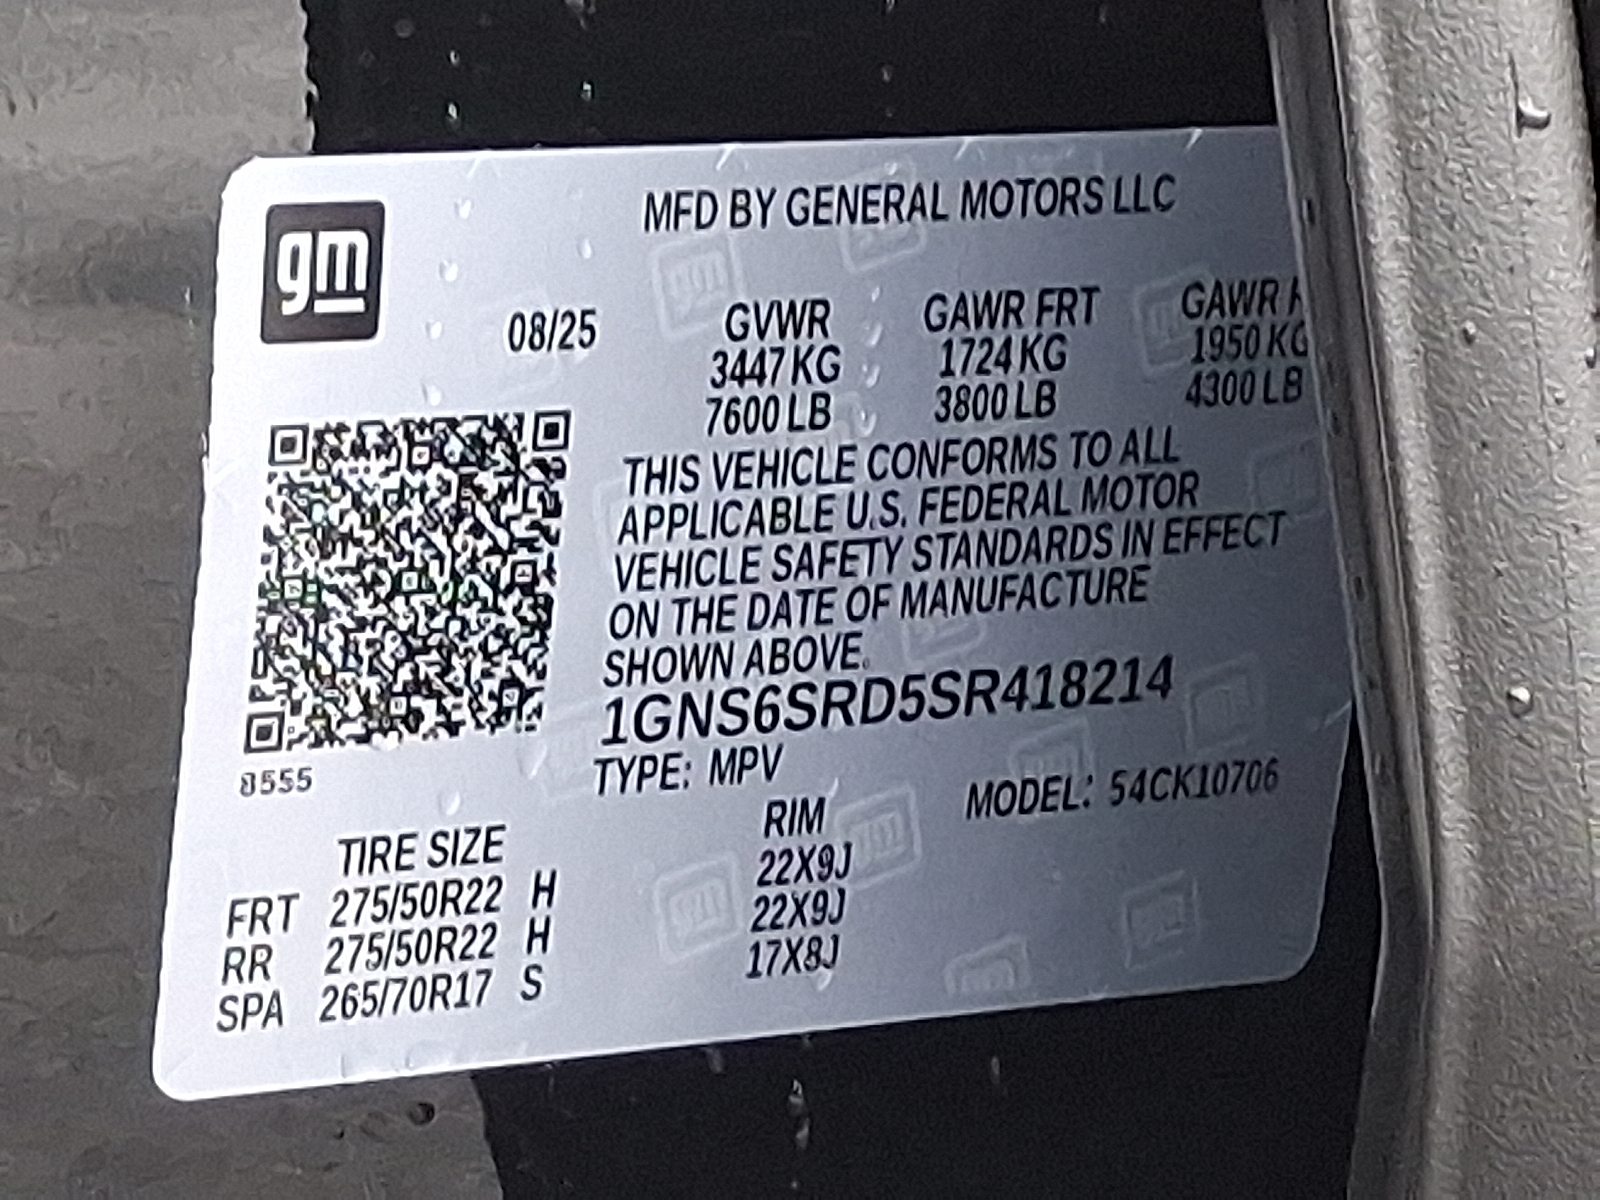 gm
MFD BY GENERAL MOTORS LLC
08/25
GVWR GAWR FRT GAWR
3447 KG 1724 KG 1950 KG
7600 LB 3800 LB 4300 LB
THIS VEHICLE CONFORMS TO ALL
APPLICABLE U.S. FEDERAL MOTOR
VEHICLE SAFETY STANDARDS IN EFFECT
ON THE DATE OF MANUFACTURE
SHOWN ABOVE.
1GNS6SRD5SR418214
8555
TYPE: MPV
MODEL: 54CK10706
TIRE SIZE RIM
FRT 275/50R22 H 22X9J
RR 275/50R22 H 22X9J
SPA 265/70R17 S 17X8J